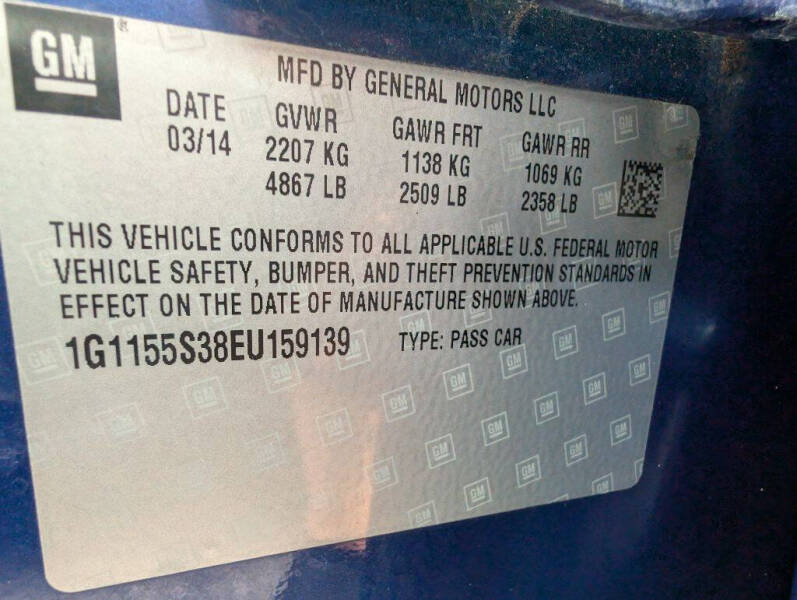 GM
MFD BY GENERAL MOTORS LLC
DATE GVWR GAWR FRT GAWR RR
03/14 2207 KG 1138 KG 1069 KG
4867 LB 2509 LB 2358 LB
THIS VEHICLE CONFORMS TO ALL APPLICABLE U.S. FEDERAL MOTOR
VEHICLE SAFETY, BUMPER, AND THEFT PREVENTION STANDARDS IN
EFFECT ON THE DATE OF MANUFACTURE SHOWN ABOVE.
1G1155S38EU159139 TYPE: PASS CAR